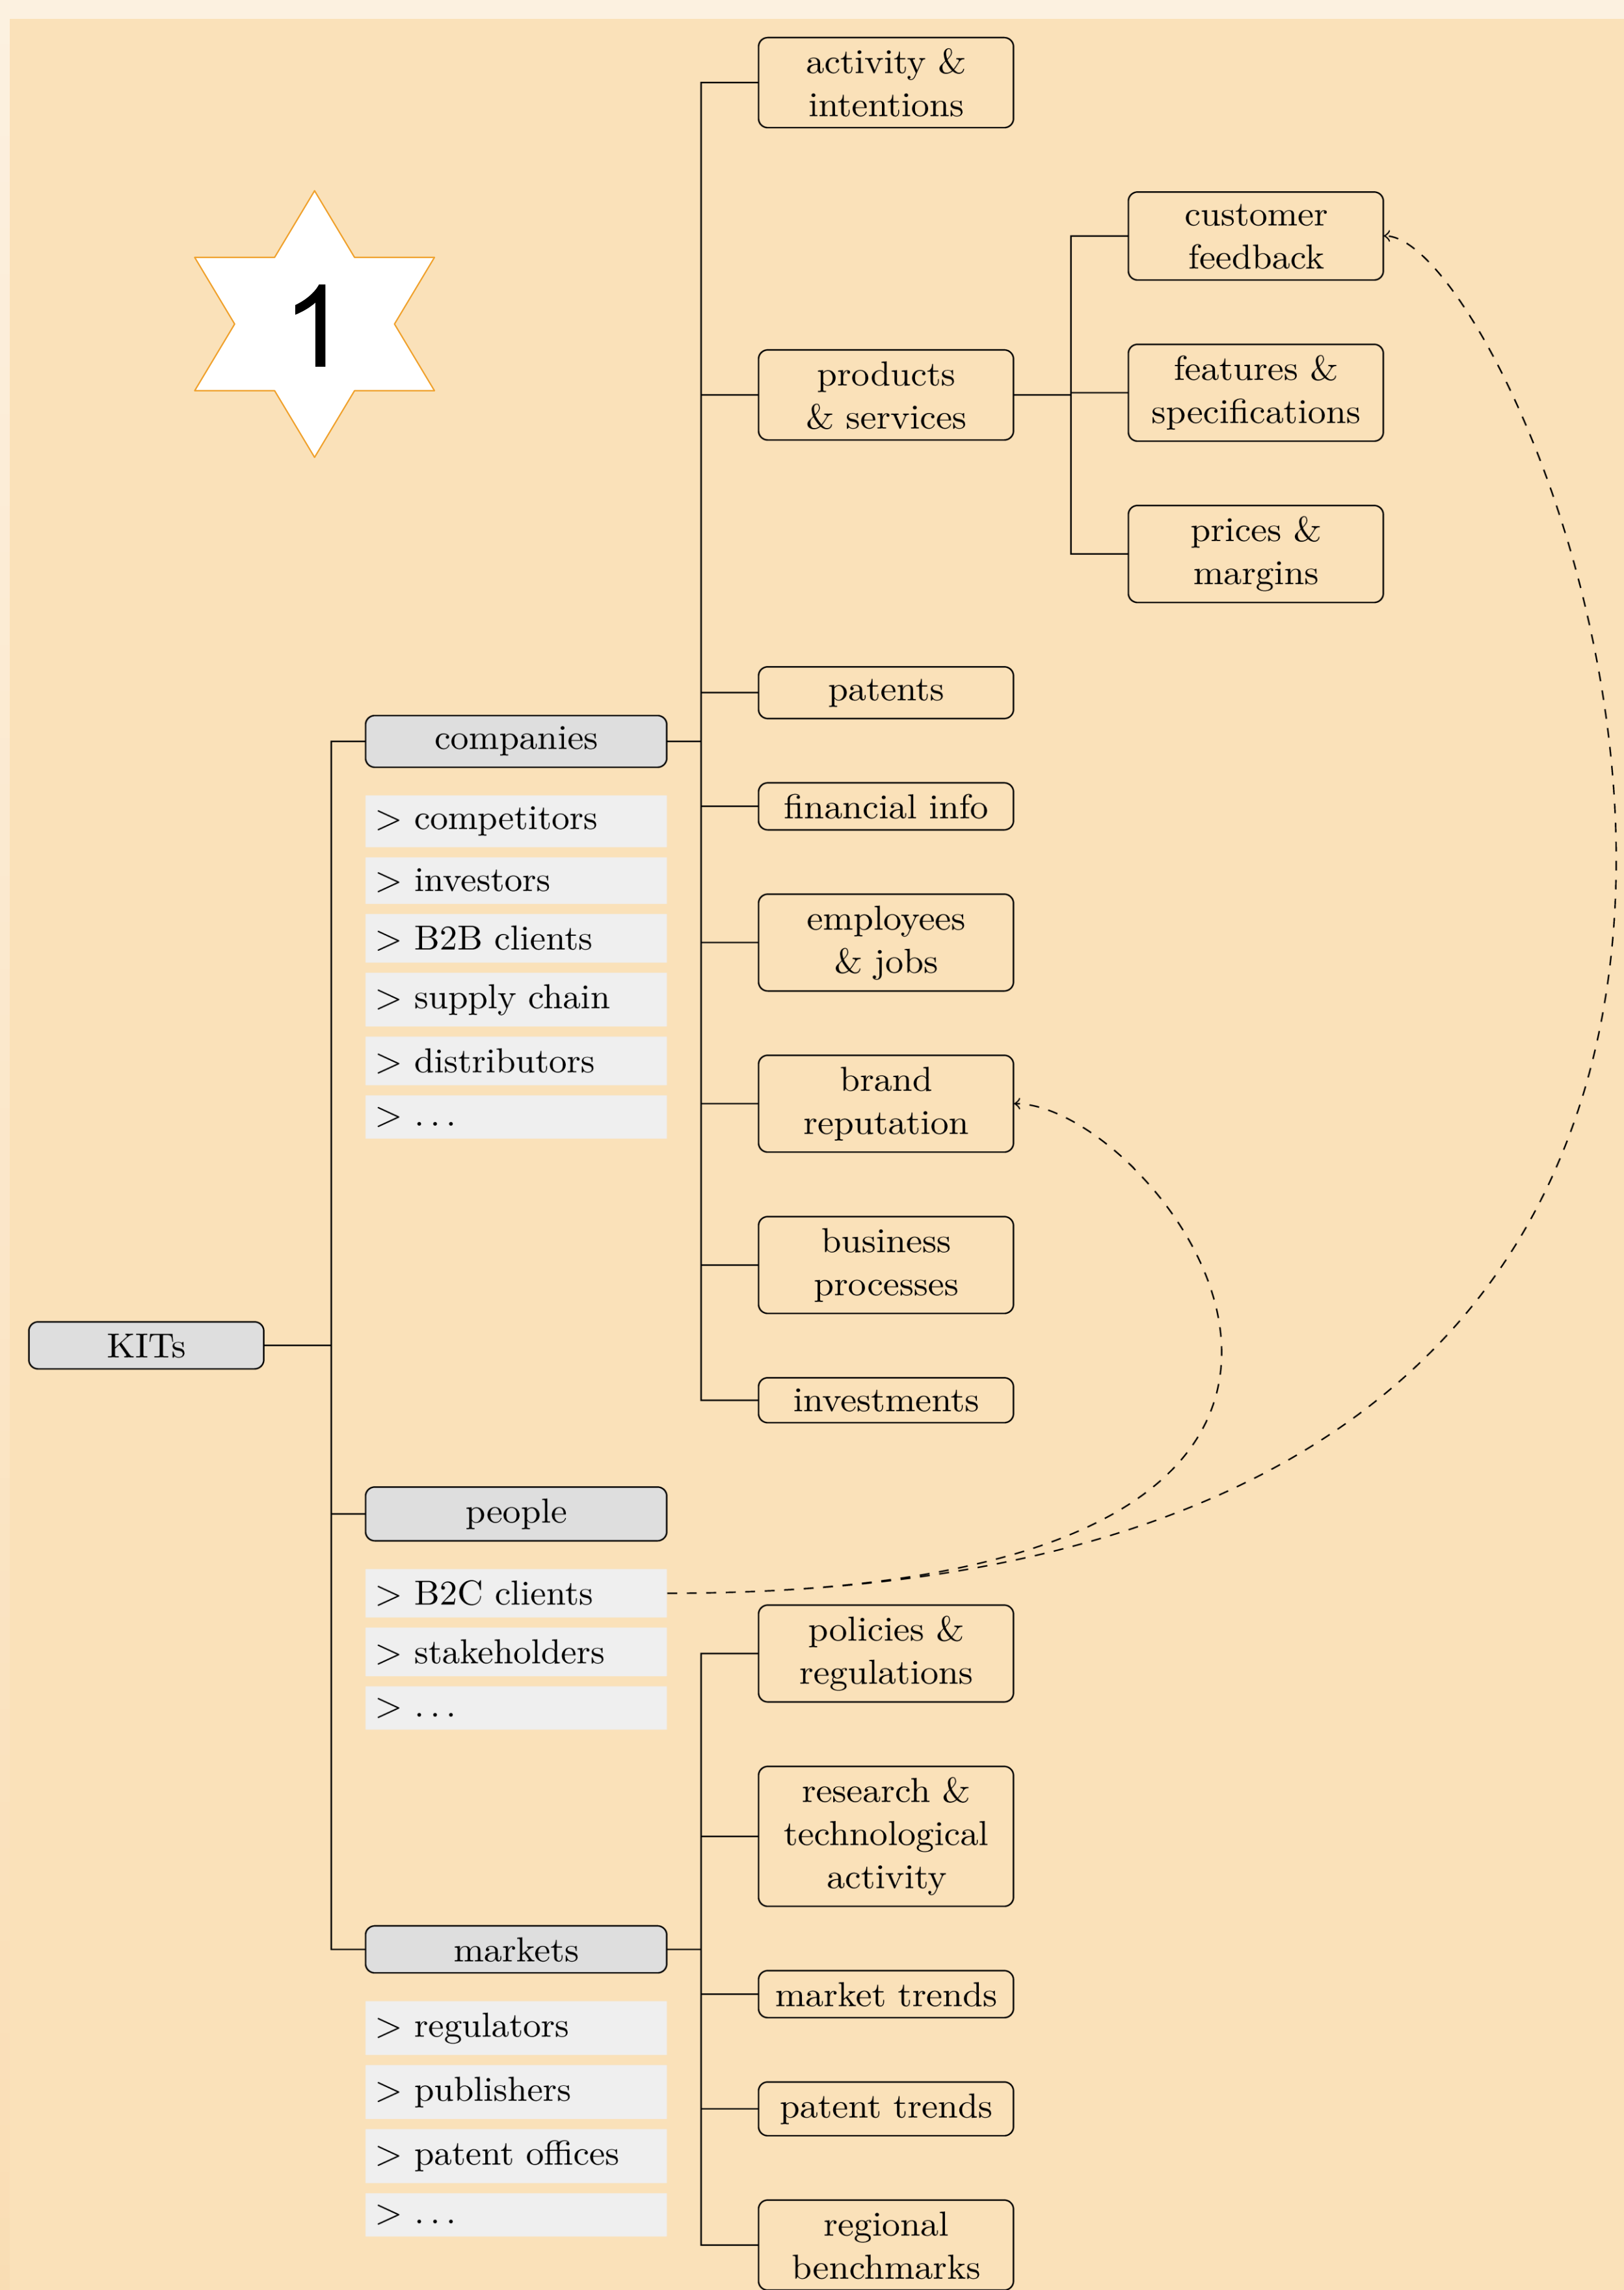 activity &
intentions
customer
feedback
1
products
& services
features &
specifications
prices &
margins
patents
companies
financial info
> competitors
> investors
> B2B clients
> supply chain
> distributors
> ...
employees
& jobs
brand
reputation
business
processes
KITs
investments
people
> B2C clients
> stakeholders
> ...
policies &
regulations
research &
technological
activity
markets
market trends
> regulators
> publishers
> patent offices
> ...
patent trends
regional
benchmarks